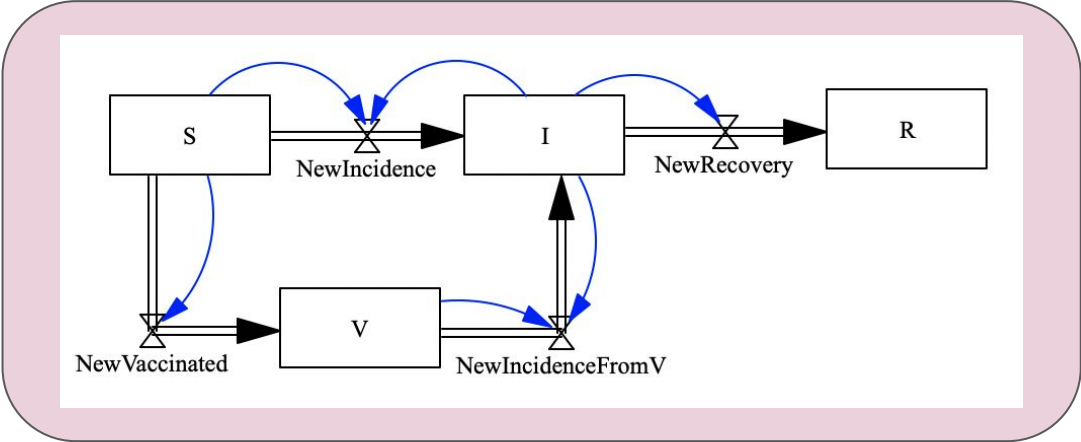 S
I
R
NewIncidence
NewRecovery
V
NewVaccinated
NewIncidenceFromV